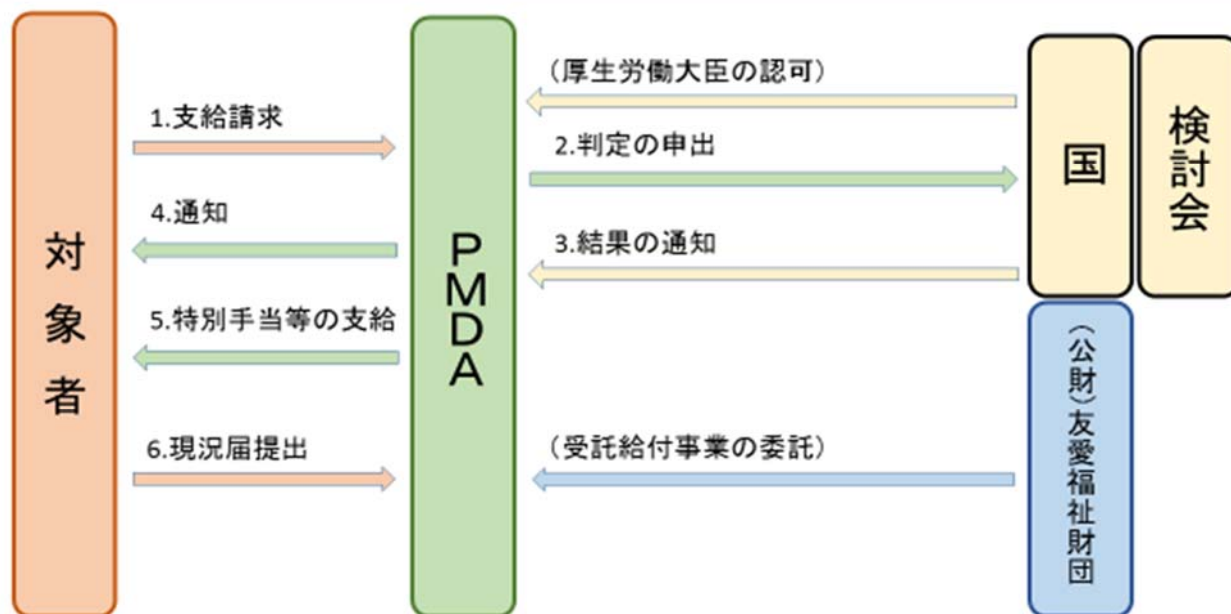 対象者
1.支給請求
4.通知
5.特別手当等の支給
6.現況届提出
PMDA
（厚生労働大臣の認可）
2.判定の申出
3.結果の通知
（受託給付事業の委託）
国
検討会
（公財）友愛福祉財団